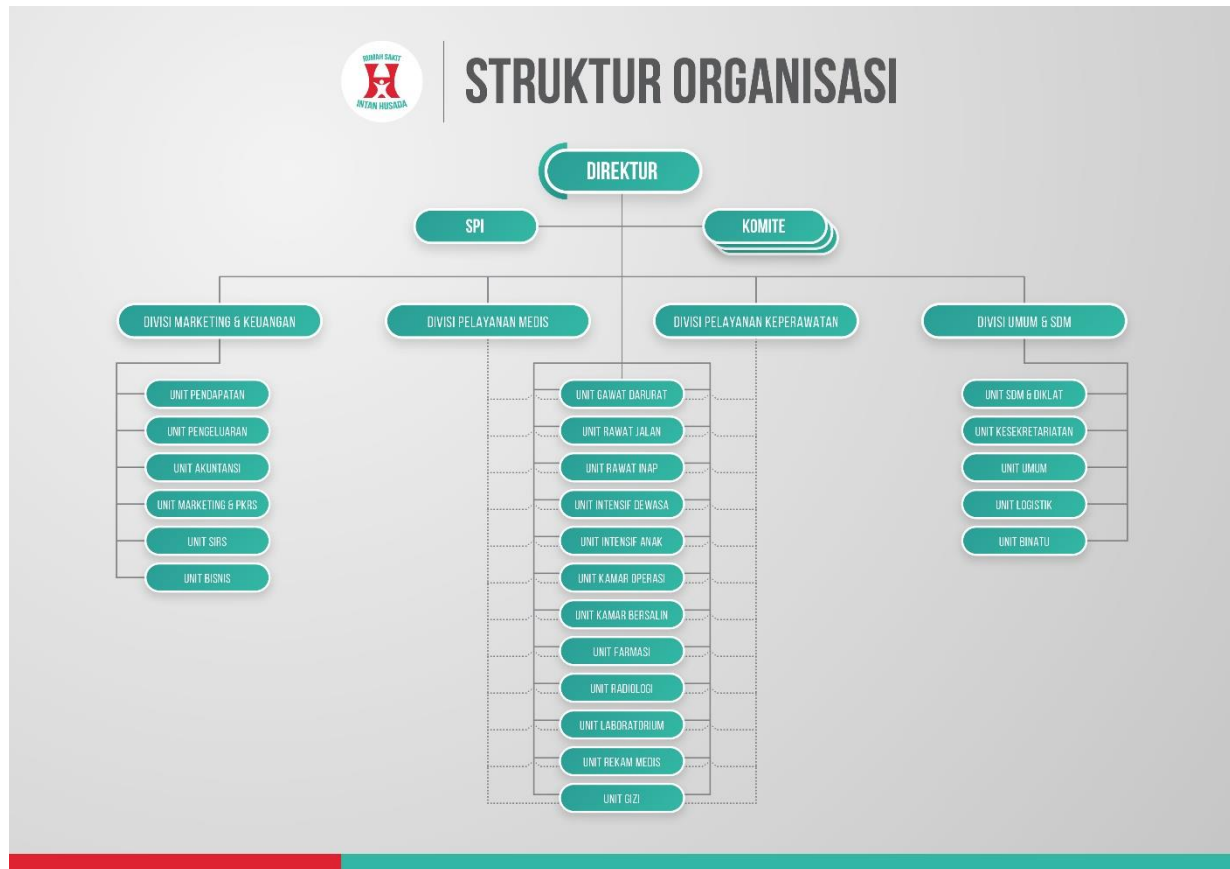 RUMAH SAKIT
INTAN HUSADA
STRUKTUR ORGANISASI
DIREKTUR
SPI
KOMITE
DIVISI MARKETING & KEUANGAN
DIVISI PELAYANAN MEDIS
DIVISI PELAYANAN KEPERAWATAN
DIVISI UMUM & SDM
UNIT PENDAPATAN
UNIT PENGELUARAN
UNIT AKUNTANSI
UNIT MARKETING & PKRS
UNIT SIRS
UNIT BISNIS
UNIT GAWAT DARURAT
UNIT RAWAT JALAN
UNIT RAWAT INAP
UNIT INTENSIF DEWASA
UNIT INTENSIF ANAK
UNIT KAMAR OPERASI
UNIT KAMAR BERSALIN
UNIT FARMASI
UNIT RADIOLOGI
UNIT LABORATORIUM
UNIT REKAM MEDIS
UNIT GIZI
UNIT SDM & DIKLAT
UNIT KESEKRETARIATAN
UNIT UMUM
UNIT LOGISTIK
UNIT BINATU